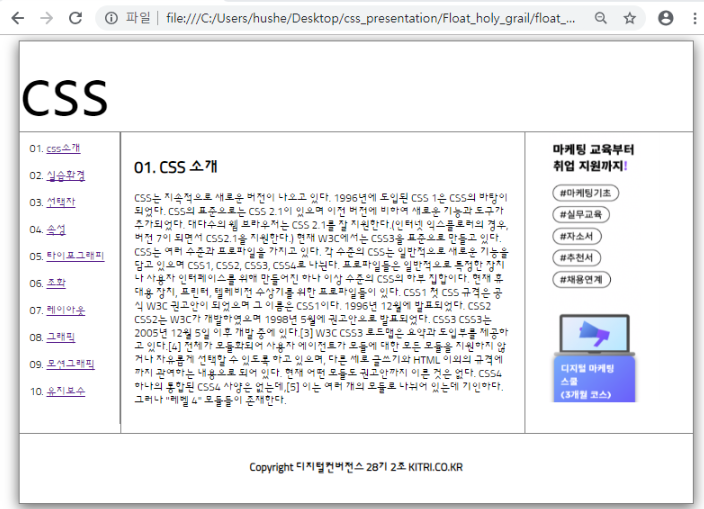 파일 | file:///C:/Users/hushe/Desktop/css_presentation/Float_holy_grail/float_...
CSS
01. css소개
02. 실습환경
03. 선택자
04. 속성
05. 타이포그래피
06. 조화
07. 레이아웃
08. 그래픽
09. 모션그래픽
10. 유지보수
01. CSS 소개
CSS는 지속적으로 새로운 버전이 나오고 있다. 1996년에 도입된 CSS 1은 CSS의 바탕이
되었다. CSS의 표준으로는 CSS 2.1이 있으며 이전 버전에 비하여 새로운 기능과 도구가
추가되었다. 대다수의 웹 브라우저는 CSS 2.1를 잘 지원한다.(인터넷 익스플로러의 경우,
버전 7이 되면서 CSS2.1을 지원한다.) 현재 W3C에서는 CSS3을 표준으로 만들고 있다.
CSS는 여러 수준과 프로파일을 가지고 있다. 각 수준의 CSS는 일반적으로 새로운 기능을
담고 있으며 CSS1, CSS2, CSS3, CSS4로 나뉜다. 프로파일들은 일반적으로 특정한 장치
나 사용자 인터페이스를 위해 만들어진 하나 이상 수준의 CSS의 하부 집합이다. 현재 휴
대용 장치, 프린터, 텔레비전 수상기를 위한 프로파일들이 있다. CSS1 첫 CSS 규격은 공
식 W3C 권고안이 되었으며 그 이름은 CSS1이다. 1996년 12월에 발표되었다. CSS2
CSS2는 W3C가 개발하였으며 1998년 5월에 권고안으로 발표되었다. CSS3 CSS3는
2005년 12월 5일 이후 개발 중에 있다.[3] W3C CSS3 로드맵은 요약과 도입부를 제공하
고 있다.[4] 전체가 모듈화되어 사용자 에이전트가 모듈에 대한 모든 모듈을 지원하지 않
거나 자유롭게 선택할 수 있도록 하고 있으며, 다른 세로 글쓰기와 HTML 이외의 규격에
까지 관여하는 내용으로 되어 있다. 현재 어떤 모듈도 권고안까지 이른 것은 없다. CSS4
하나의 통합된 CSS4 사양은 없는데,[5] 이는 여러 개의 모듈로 나뉘어 있는데 기인하다.
그러나 "레벨 4" 모듈들이 존재한다.
마케팅 교육부터
취업 지원까지!
#마케팅기초
#실무교육
#자소서
#추천서
#채용연계
디지털 마케팅
스쿨
(3개월 코스)
Copyright 디지털컨버전스 28기 2조 KITRI.CO.KR